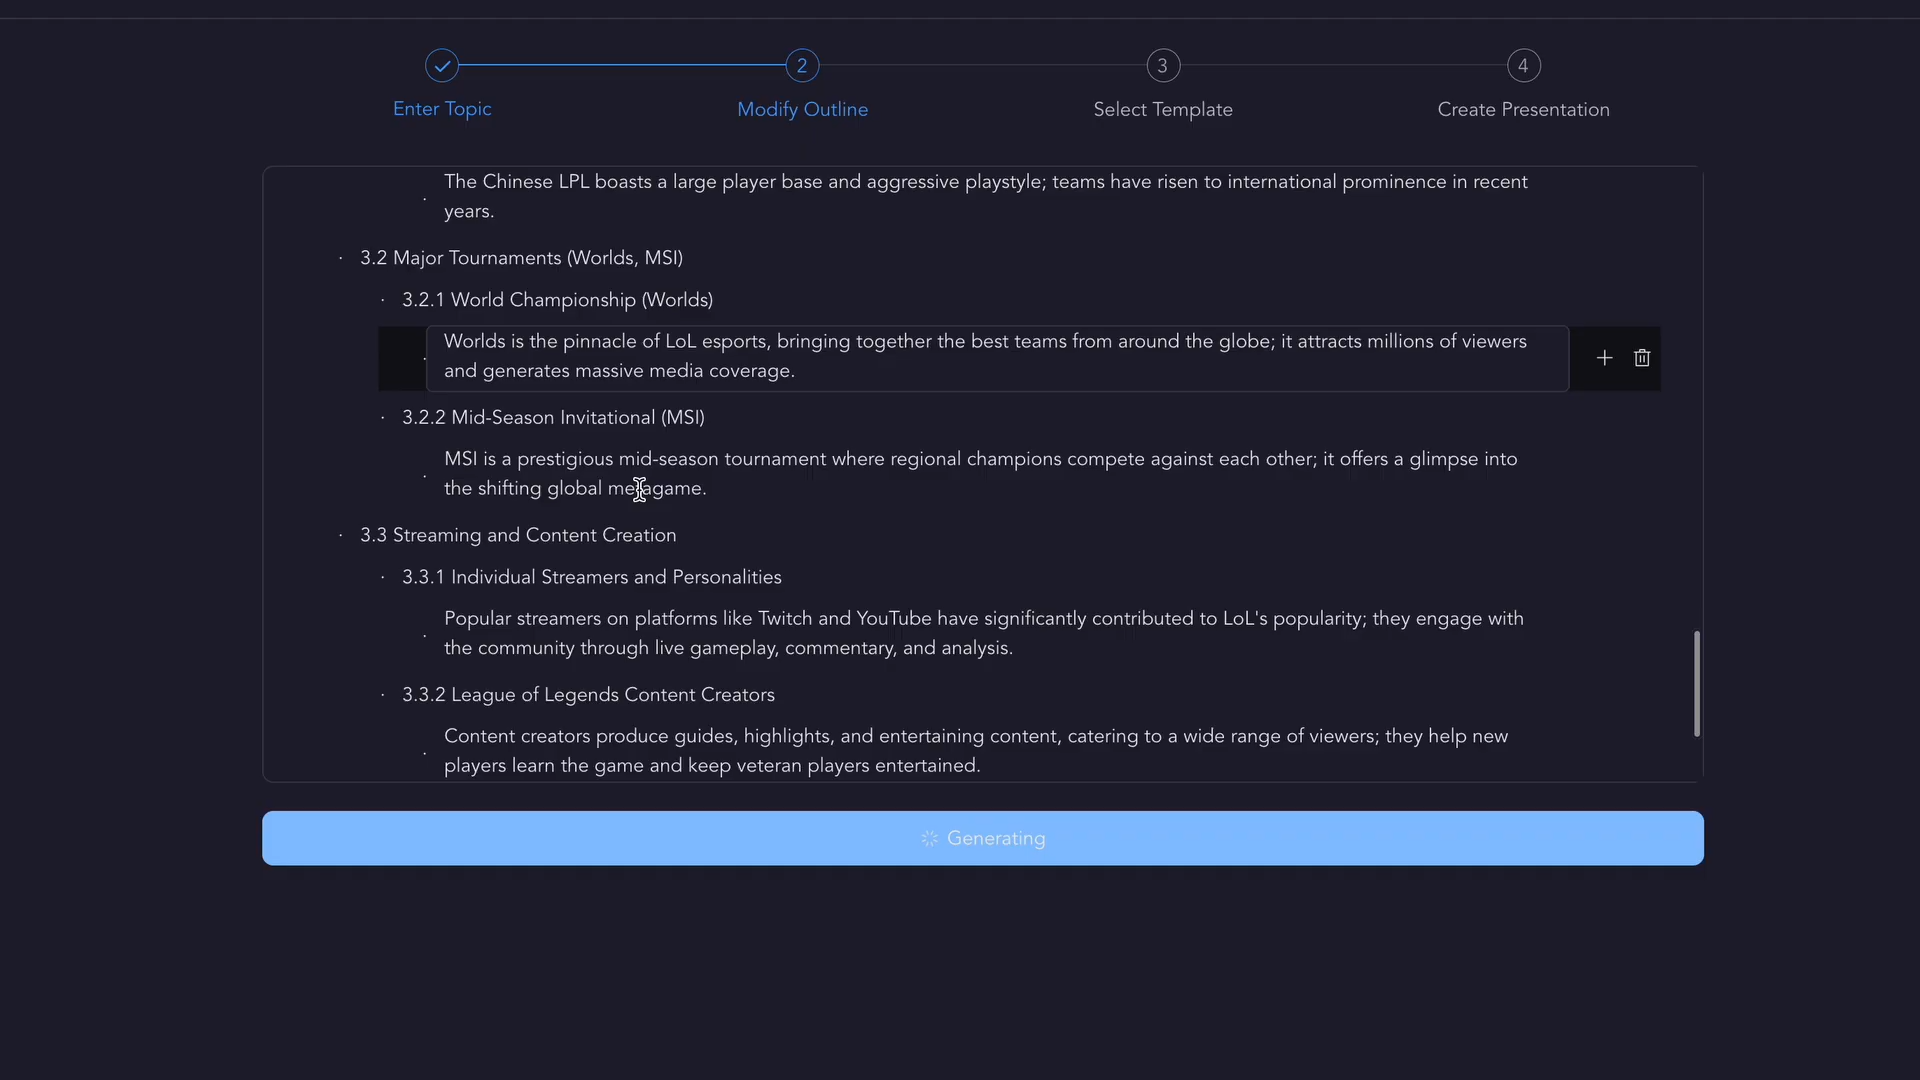 2
3
4
Enter Topic
Modify Outline
Select Template
Create Presentation
The Chinese LPL boasts a large player base and aggressive playstyle; teams have risen to international prominence in recent
years.
3.2 Major Tournaments (Worlds, MSI)
3.2.1 World Championship (Worlds)
Worlds is the pinnacle of LoL esports, bringing together the best teams from around the globe; it attracts millions of viewers
and generates massive media coverage.
3.2.2 Mid-Season Invitational (MSI)
MSI is a prestigious mid-season tournament where regional champions compete against each other; it offers a glimpse into
the shifting global metagame.
3.3 Streaming and Content Creation
3.3.1 Individual Streamers and Personalities
Popular streamers on platforms like Twitch and YouTube have significantly contributed to LoL's popularity; they engage with
the community through live gameplay, commentary, and analysis.
3.3.2 League of Legends Content Creators
Content creators produce guides, highlights, and entertaining content, catering to a wide range of viewers; they help new
players learn the game and keep veteran players entertained.
Generating